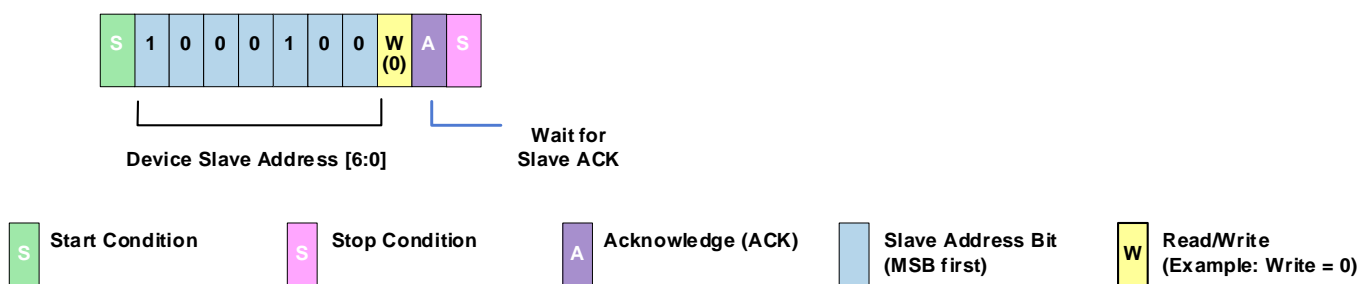 S 1 0 0 0 1 0 0 W (0) A S
Device Slave Address [6:0]
Wait for
Slave ACK
S Start Condition
S Stop Condition
A Acknowledge (ACK)
Slave Address Bit
(MSB first)
W Read/Write
(Example: Write = 0)